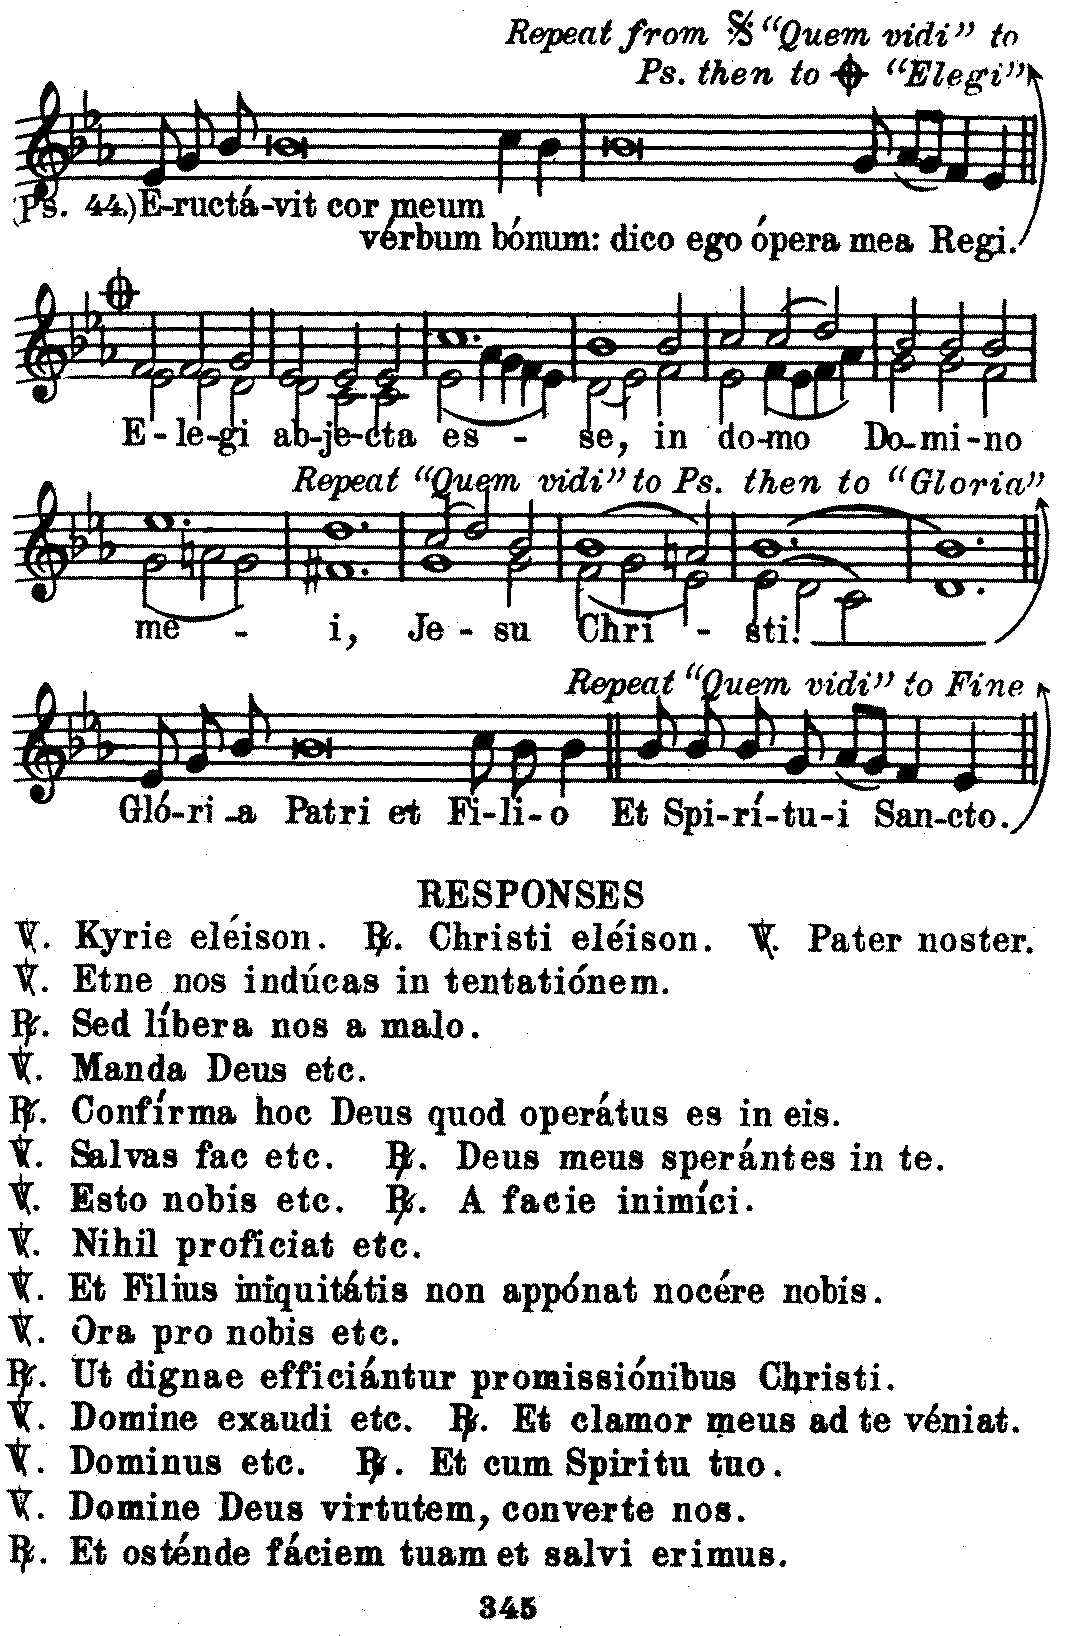 Repeat from 𝄋 “Quem vidi” to
Ps. then to 𝄌 “Elegi”
(Ps. 44.) E-ructá-vit cor meum
vérbum bónum: dico ego ópera mea Regi.
E-le-gi ab-je-cta es - se, in do-mo Do-mi-no
Repeat “Quem vidi” to Ps. then to “Gloria”
me - i, Je - su Chri - sti.
Repeat “Quem vidi” to Fine
Gló-ri-a Patri et Fi-li-o Et Spi-rí-tu-i San-cto.
RESPONSES
℣. Kyrie eléison. ℟. Christi eléison. ℣. Pater noster.
℣. Etne nos indúcas in tentatiónem.
℟. Sed líbera nos a malo.
℣. Manda Deus etc.
℟. Confírma hoc Deus quod operátus es in eis.
℣. Salvas fac etc. ℟. Deus meus sperántes in te.
℣. Esto nobis etc. ℟. A facie inimíci.
℣. Nihil proficiat etc.
℣. Et Filius iniquitátis non appónat nocére nobis.
℣. Ora pro nobis etc.
℟. Ut dignae efficiántur promissiónibus Christi.
℣. Domine exaudi etc. ℟. Et clamor meus ad te véniat.
℣. Dominus etc. ℟. Et cum Spiritu tuo.
℣. Domine Deus virtutem, converte nos.
℟. Et osténde fáciem tuam et salvi erimus.
345